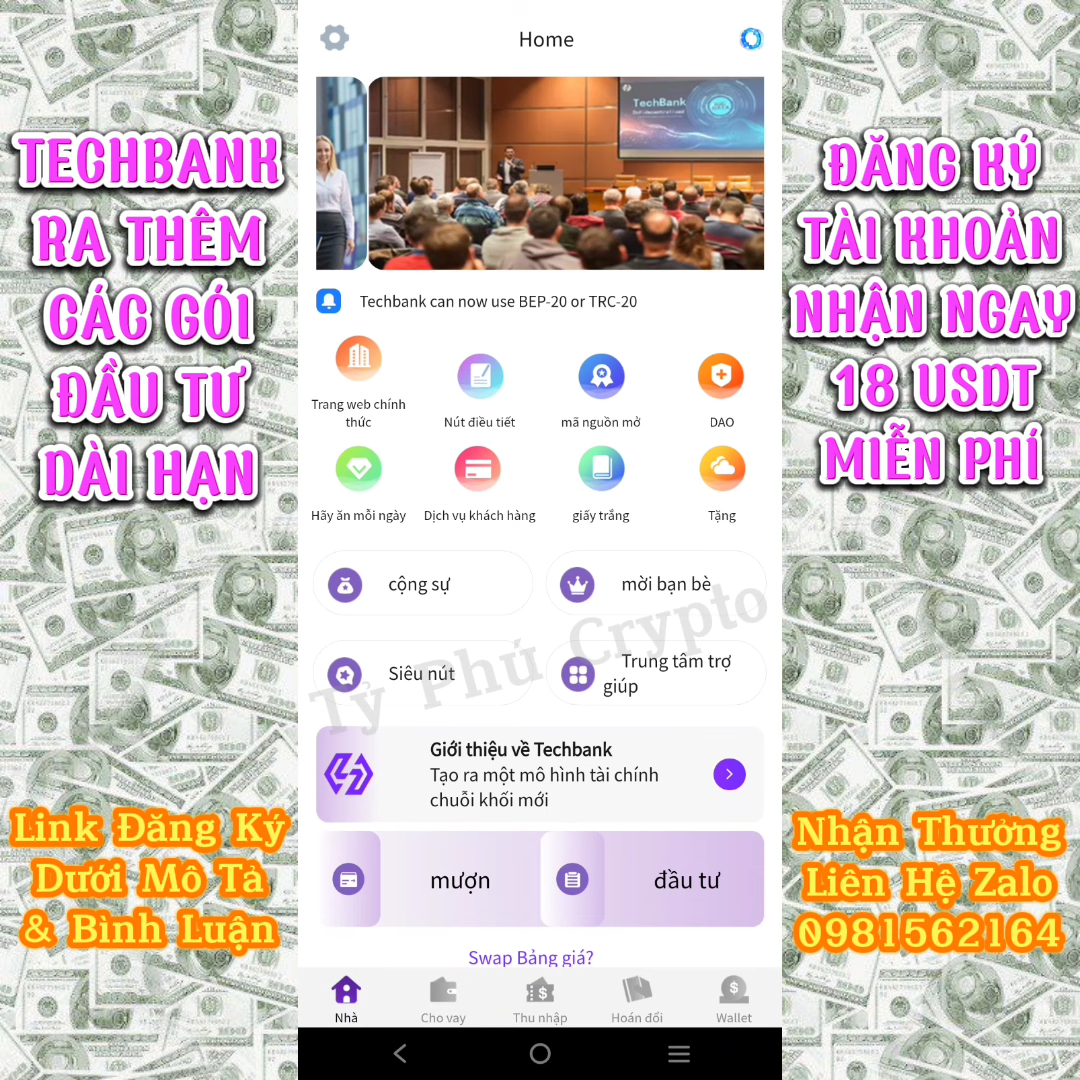 TECHBANK
RA THÊM
CÁC GÓI
ĐẦU TƯ
DÀI HẠN
Link Đăng Ký
Dưới Mô Tả
& Bình Luận
Home
TechBank
Techbank can now use BEP-20 or TRC-20
Trang web chính
thức
Nút điều tiết
mã nguồn mở
DAO
Hãy ăn mỗi ngày
Dịch vụ khách hàng
giấy trắng
Tặng
cộng sự
mời bạn bè
Siêu nút
Trung tâm trợ
giúp
Tỷ Phú Crypto
Giới thiệu về Techbank
Tạo ra một mô hình tài chính
chuỗi khối mới
mượn
đầu tư
Swap Bảng giá?
Nhà
Cho vay
Thu nhập
Hoán đổi
Wallet
ĐĂNG KÝ
TÀI KHOẢN
NHẬN NGAY
18 USDT
MIỄN PHÍ
Nhận Thưởng
Liên Hệ Zalo
0981562164